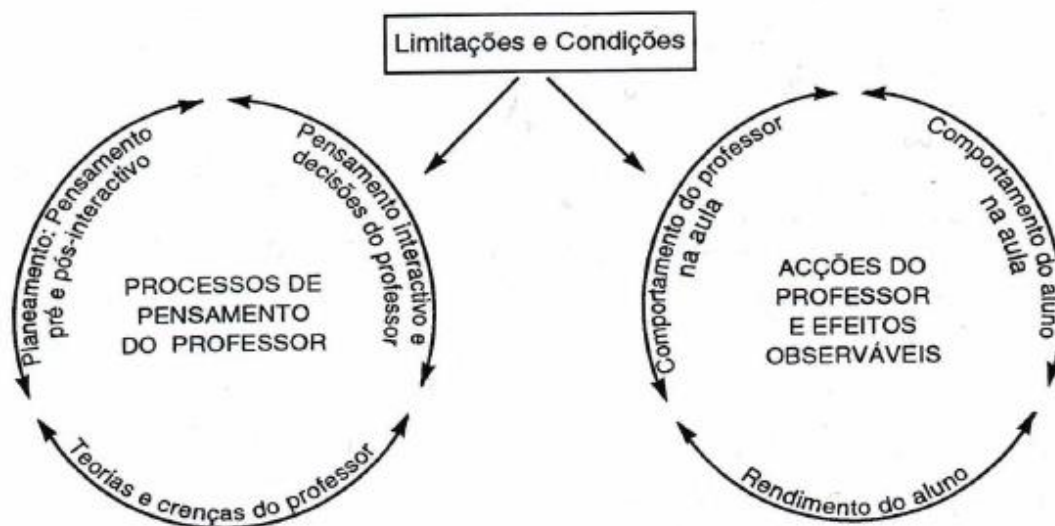 Limitações e Condições
Planeamento: Pensamento
pré e pós-interactivo
Pensamento interactivo e
decisões do professor
PROCESSOS DE
PENSAMENTO
DO PROFESSOR
Teorias e crenças do professor
Comportamento do professor
na aula
Comportamento do aluno
na aula
ACÇÕES DO
PROFESSOR
E EFEITOS
OBSERVÁVEIS
Rendimento do aluno